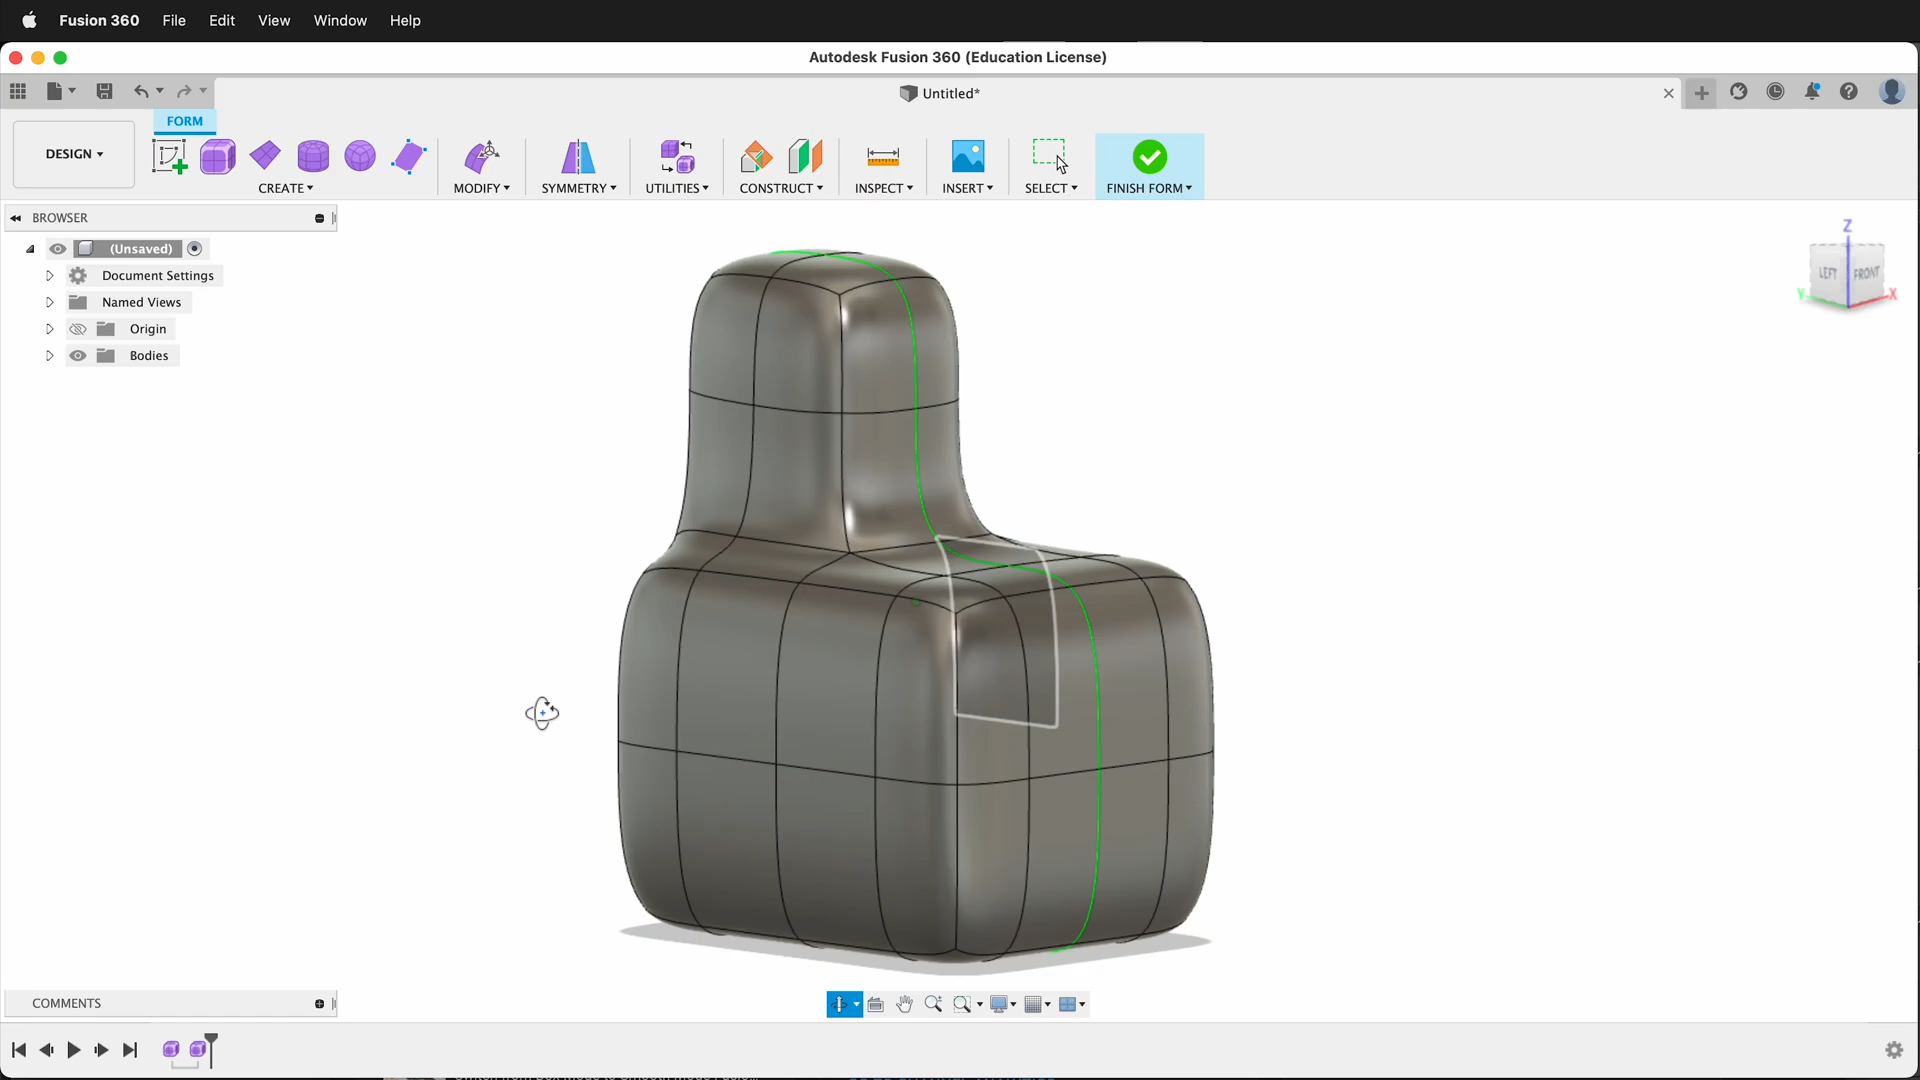 Fusion 360 File Edit View Window Help
Autodesk Fusion 360 (Education License)
Untitled*
FORM
DESIGN
CREATE MODIFY SYMMETRY UTILITIES CONSTRUCT INSPECT INSERT SELECT FINISH FORM
BROWSER
(Unsaved)
Document Settings
Named Views
Origin
Bodies
Z
LEFT FRONT
Y X
COMMENTS